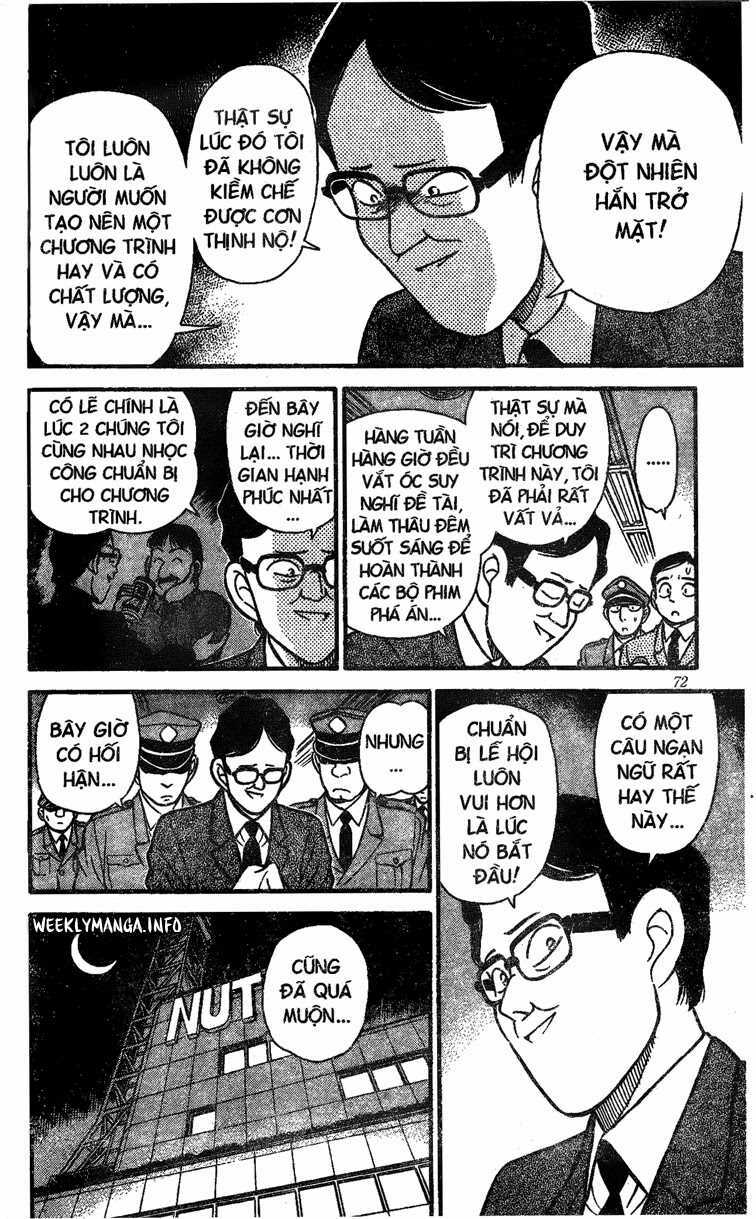 VẬY MÀ
ĐỘT NHIÊN
HẮN TRỞ
MẶT!
THẬT SỰ
LÚC ĐÓ TÔI
ĐÃ KHÔNG
KIỀM CHẾ
ĐƯỢC CƠN
THỊNH NỘ!
TÔI LUÔN
LUÔN LÀ
NGƯỜI MUỐN
TẠO NÊN MỘT
CHƯƠNG TRÌNH
HAY VÀ CÓ
CHẤT LƯỢNG,
VẬY MÀ...
......
THẬT SỰ MÀ
NÓI, ĐỂ DUY
TRÌ CHƯƠNG
TRÌNH NÀY, TÔI
ĐÃ PHẢI RẤT
VẤT VẢ...
HÀNG TUẦN
HÀNG GIỜ ĐỀU
VẮT ÓC SUY
NGHĨ ĐỀ TÀI,
LÀM THÂU ĐÊM
SUỐT SÁNG ĐỂ
HOÀN THÀNH
CÁC BỘ PHIM
PHÁ ÁN...
ĐẾN BÂY
GIỜ NGHĨ
LẠI... THỜI
GIAN HẠNH
PHÚC NHẤT
...
CÓ LẼ CHÍNH LÀ
LÚC 2 CHÚNG TÔI
CÙNG NHAU NHỌC
CÔNG CHUẨN BỊ
CHO CHƯƠNG
TRÌNH.
72
CÓ MỘT
CÂU NGẠN
NGỮ RẤT
HAY THẾ
NÀY...
CHUẨN
BỊ LỄ HỘI
LUÔN
VUI HƠN
LÀ LÚC
NÓ BẮT
ĐẦU!
NHƯNG
...
BÂY GIỜ
CÓ HỐI
HẬN...
WEEKLYMANGA.INFO
CŨNG
ĐÃ QUÁ
MUỘN...
NUT